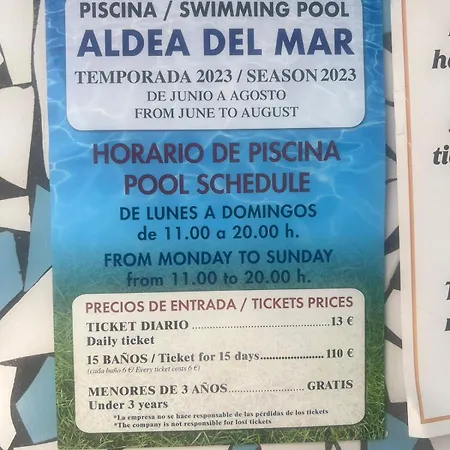 PISCINA / SWIMMING POOL
ALDEA DEL MAR
TEMPORADA 2023 / SEASON 2023
DE JUNIO A AGOSTO
FROM JUNE TO AUGUST
HORARIO DE PISCINA
POOL SCHEDULE
DE LUNES A DOMINGOS
de 11.00 a 20.00 h.
FROM MONDAY TO SUNDAY
from 11.00 to 20.00 h.
PRECIOS DE ENTRADA / TICKETS PRICES
TICKET DIARIO 13 €
Daily ticket
15 BAÑOS / Ticket for 15 days 110 €
(cada baño 6 €/ Every ticket costs 6 €)
MENORES DE 3 AÑOS GRATIS
Under 3 years
*La empresa no se hace responsable de las pérdidas de los tickets
*The company is not responsible for lost tickets